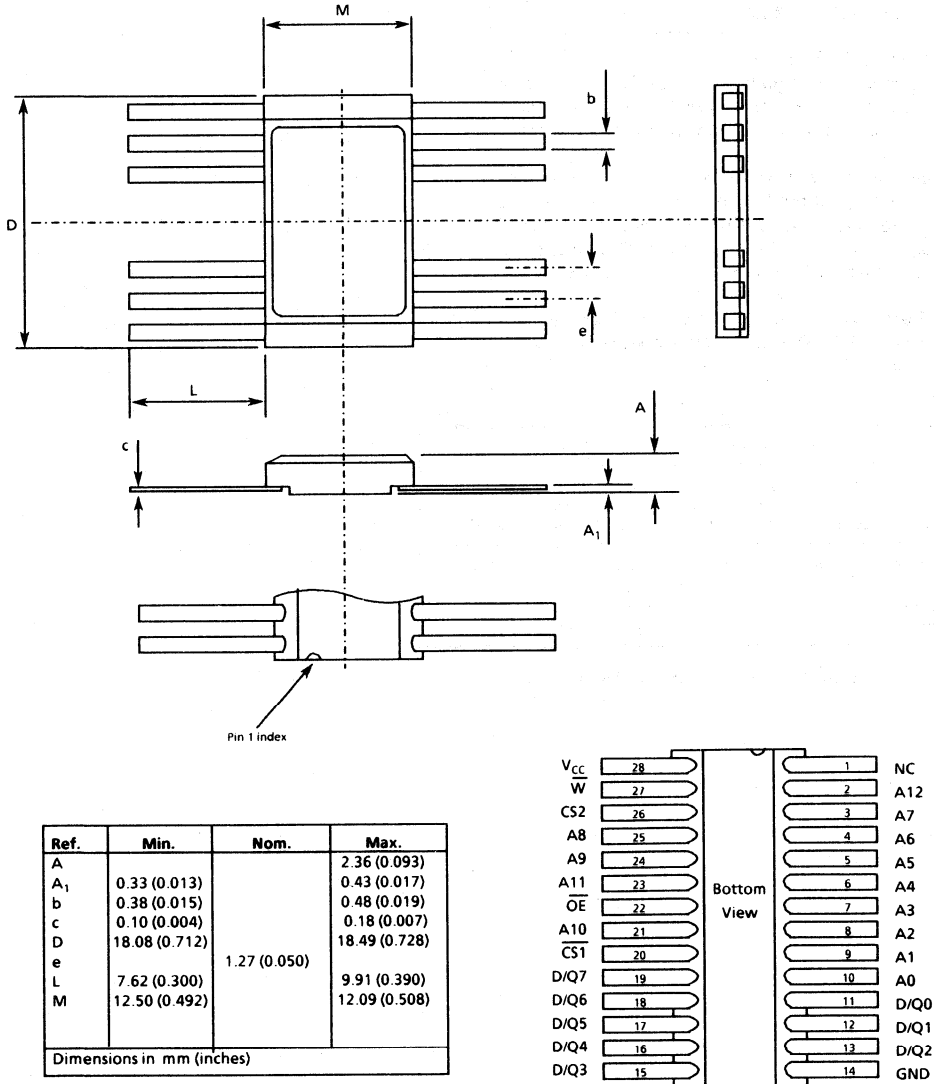 M
b
D
e
L
A
c
A1
Pin 1 index
Ref. Min. Nom. Max.
A 2.36 (0.093)
A1 0.33 (0.013) 0.43 (0.017)
b 0.38 (0.015) 0.48 (0.019)
c 0.10 (0.004) 0.18 (0.007)
D 18.08 (0.712) 18.49 (0.728)
e 1.27 (0.050)
L 7.62 (0.300) 9.91 (0.390)
M 12.50 (0.492) 12.09 (0.508)
Dimensions in mm (inches)
VCC 28 1 NC
W 27 2 A12
CS2 26 3 A7
A8 25 4 A6
A9 24 5 A5
A11 23 6 A4
OE 22 7 A3
A10 21 8 A2
CS1 20 9 A1
D/Q7 19 10 A0
D/Q6 18 11 D/Q0
D/Q5 17 12 D/Q1
D/Q4 16 13 D/Q2
D/Q3 15 14 GND
Bottom
View